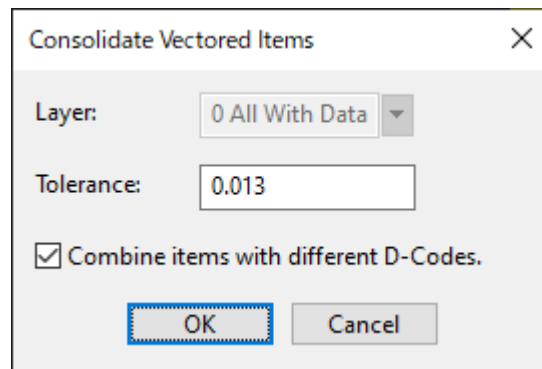 Consolidate Vectored Items
Layer: 0 All With Data
Tolerance: 0.013
Combine items with different D-Codes.
OK Cancel